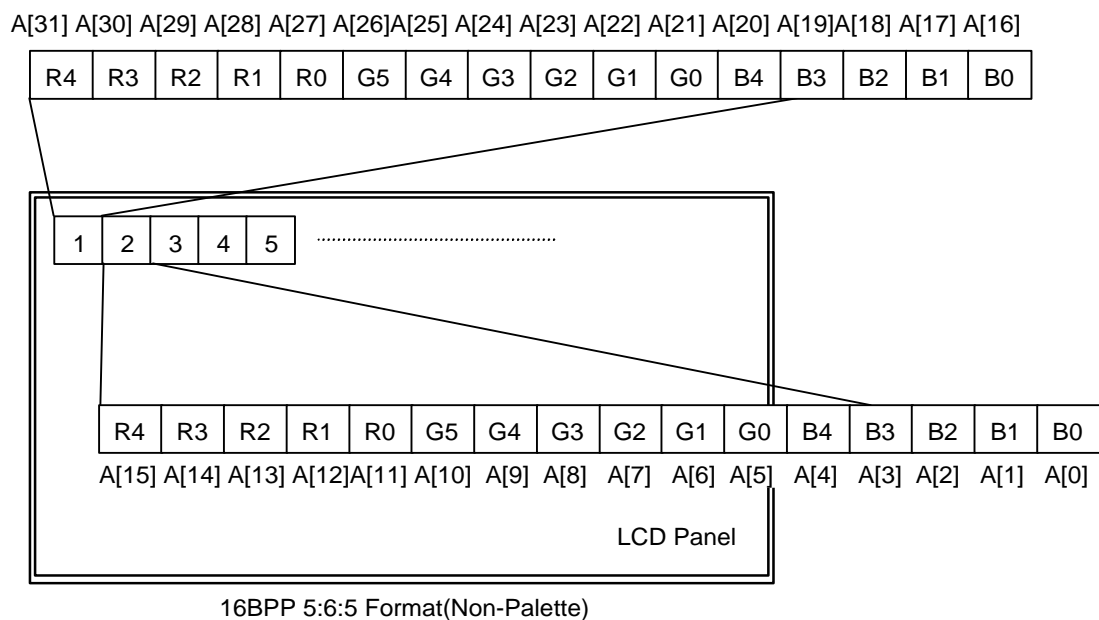 A[31] A[30] A[29] A[28] A[27] A[26]A[25] A[24] A[23] A[22] A[21] A[20] A[19]A[18] A[17] A[16]
R4 R3 R2 R1 R0 G5 G4 G3 G2 G1 G0 B4 B3 B2 B1 B0
1 2 3 4 5
R4 R3 R2 R1 R0 G5 G4 G3 G2 G1 G0 B4 B3 B2 B1 B0
A[15] A[14] A[13] A[12]A[11] A[10] A[9] A[8] A[7] A[6] A[5] A[4] A[3] A[2] A[1] A[0]
LCD Panel
16BPP 5:6:5 Format(Non-Palette)